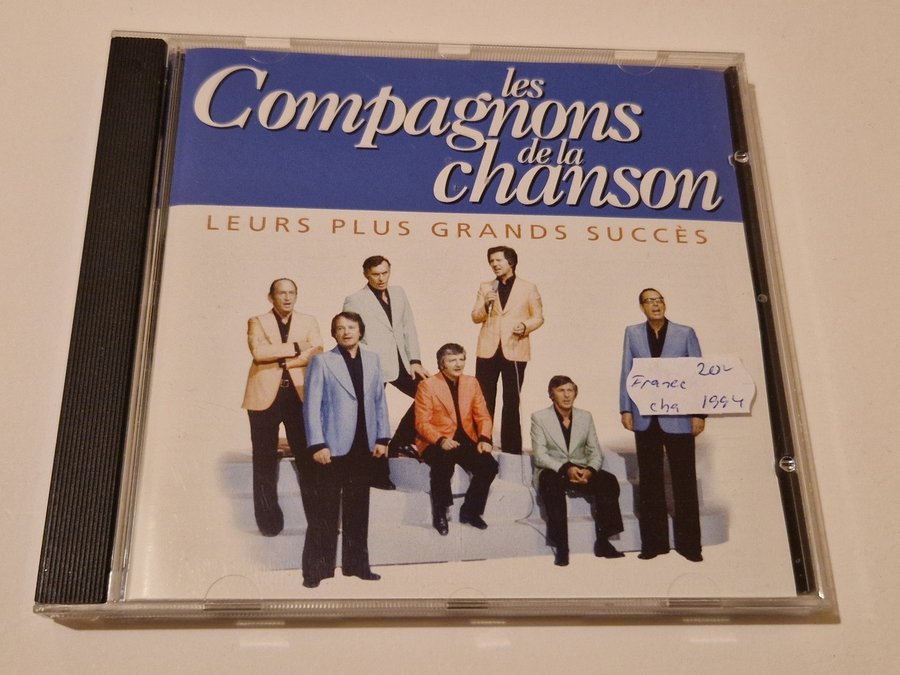 les
Compagnons
de la
chanson
LEURS PLUS GRANDS SUCCÈS
20:-
France
cha 1994